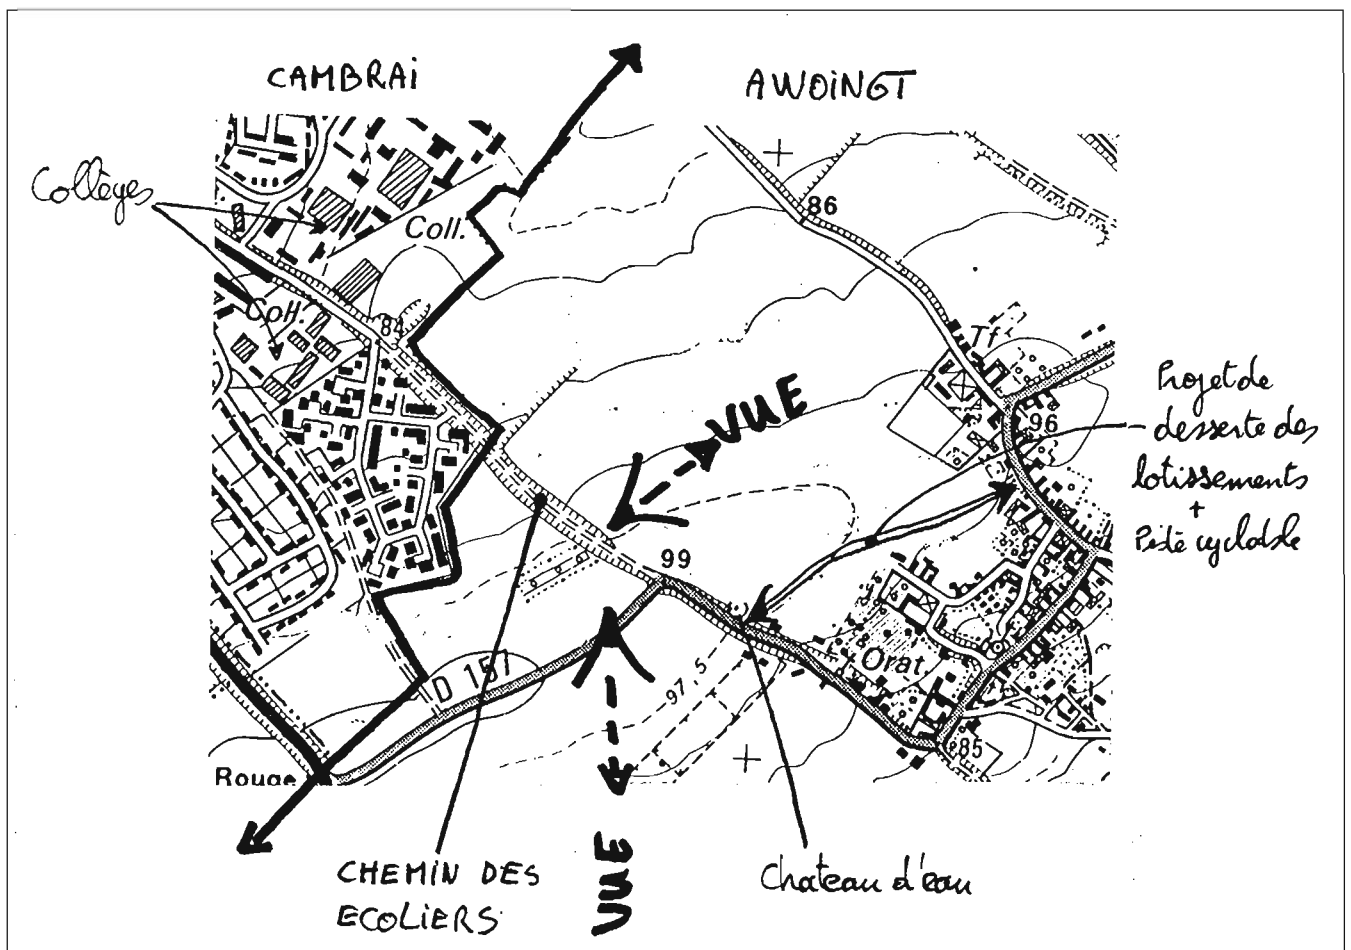 CAMBRAI
AWOINGT
Collèges
Coll.
86
Coll.
84
Tf
Projet de
desserte des
lotissements
+
Piste cyclable
VUE
96
99
Orat.
D 157
97,5
85
Rouge
VUE
CHEMIN DES
ECOLIERS
Chateau d'eau